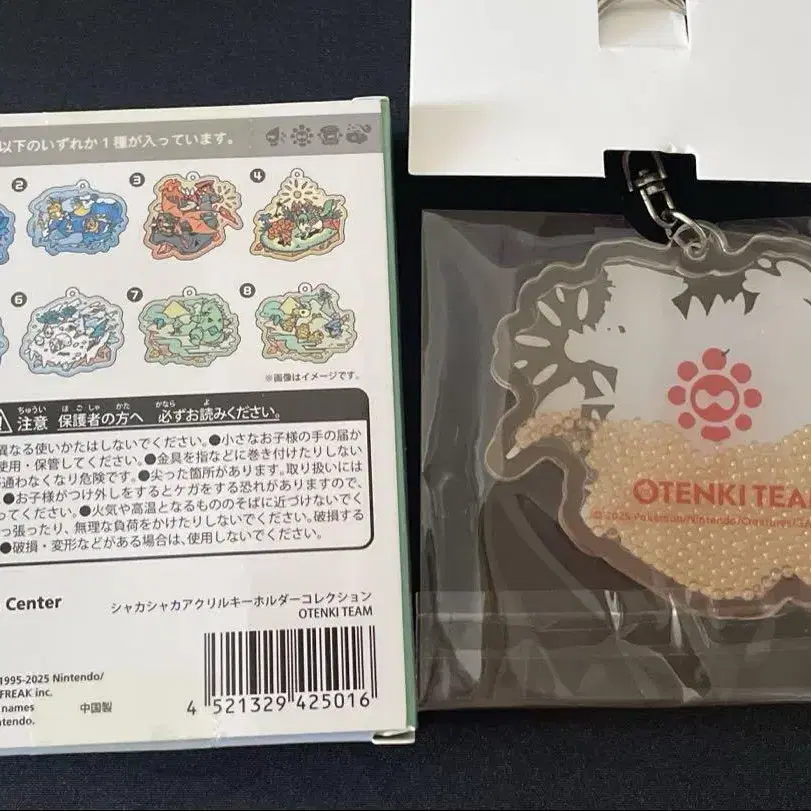 以下のいずれか1種が入っています。
2
3
4
6
7
8
※画像はイメージです。
ちゅうい ほごしゃ かた かなら よ
注意 保護者の方へ 必ずお読みください。
異なる使いかたはしないでください。●小さなお子様の手の届か
使用・保管してください。●金具を指などに巻き付けたりしない
通わなくなり危険です。●尖った箇所があります。取り扱いには
●お子様がつけ外しをするとケガをする恐れがありますので、
ってください。●火気や高温となるもののそばに近づけないでく
っ張ったり、無理な負荷をかけたりしないでください。破損する
●破損・変形などがある場合は、使用しないでください。
Center
シャカシャカアクリルキーホルダーコレクション
OTENKI TEAM
1995-2025 Nintendo/
FREAK inc.
names
ntendo.
中国製
4 521329 425016
OTENKI TEA
© 2025 Pokémon/Nintendo/Creatures/